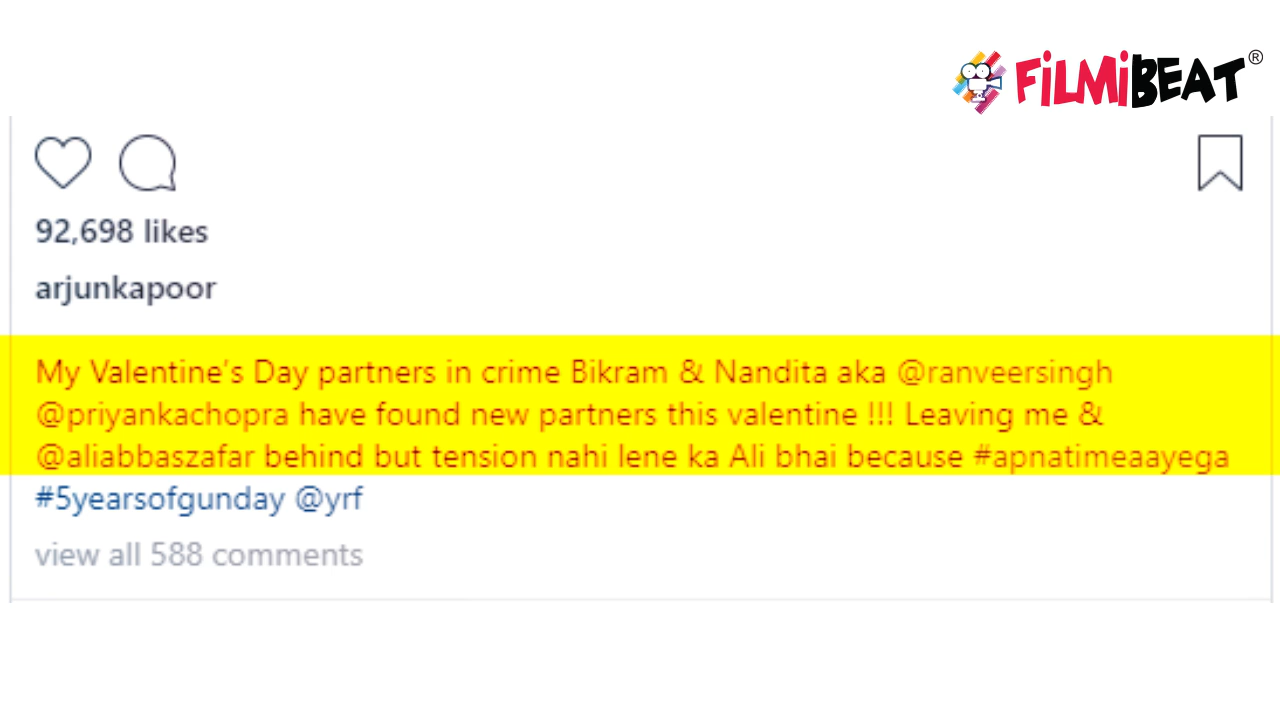 FiLMiBEAT®
92,698 likes
arjunkapoor
My Valentine's Day partners in crime Bikram & Nandita aka @ranveersingh
@priyankachopra have found new partners this valentine !!! Leaving me &
@aliabbaszafar behind but tension nahi lene ka Ali bhai because #apnatimeaayega
#5yearsofgunday @yrf
view all 588 comments